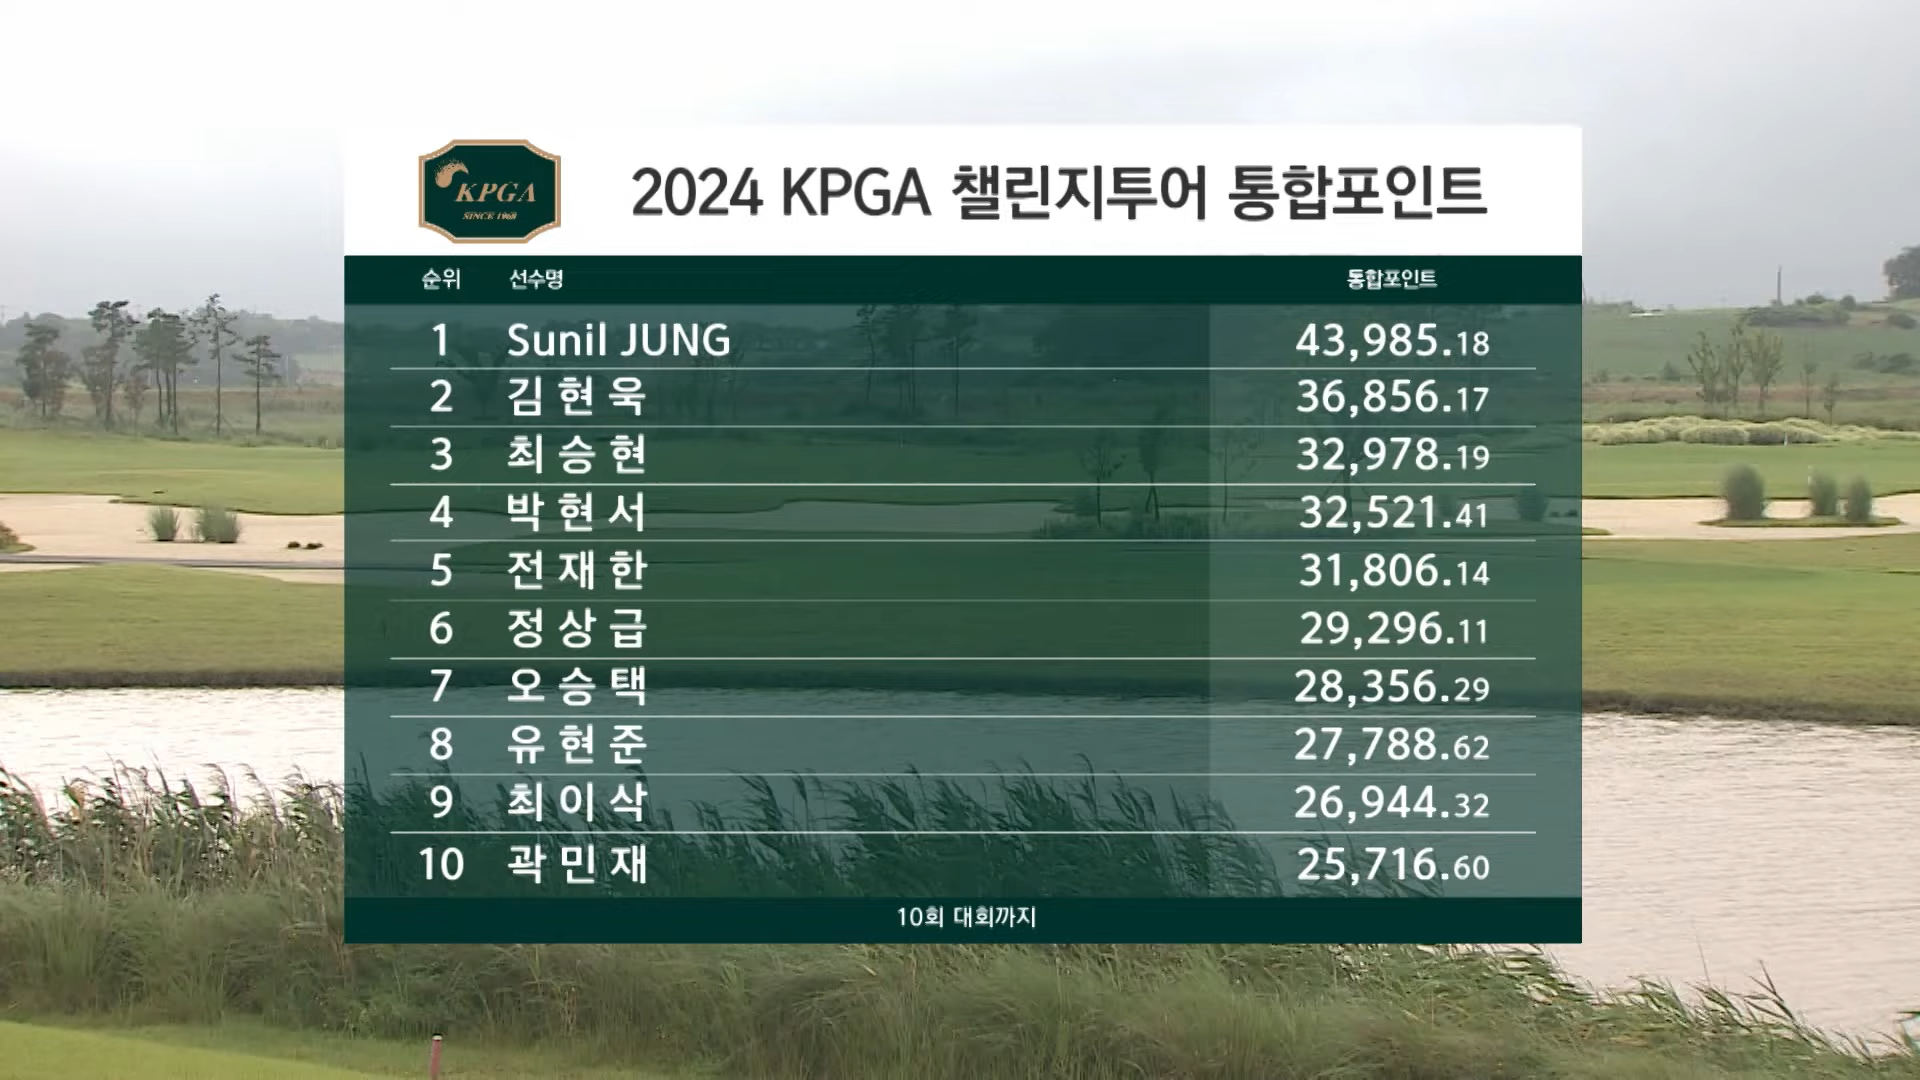 KPGA
SINCE 1968
2024 KPGA 챌린지투어 통합포인트
순위 선수명 통합포인트
1 Sunil JUNG 43,985.18
2 김현욱 36,856.17
3 최승현 32,978.19
4 박현서 32,521.41
5 전재한 31,806.14
6 정상급 29,296.11
7 오승택 28,356.29
8 유현준 27,788.62
9 최이삭 26,944.32
10 곽민재 25,716.60
10회 대회까지